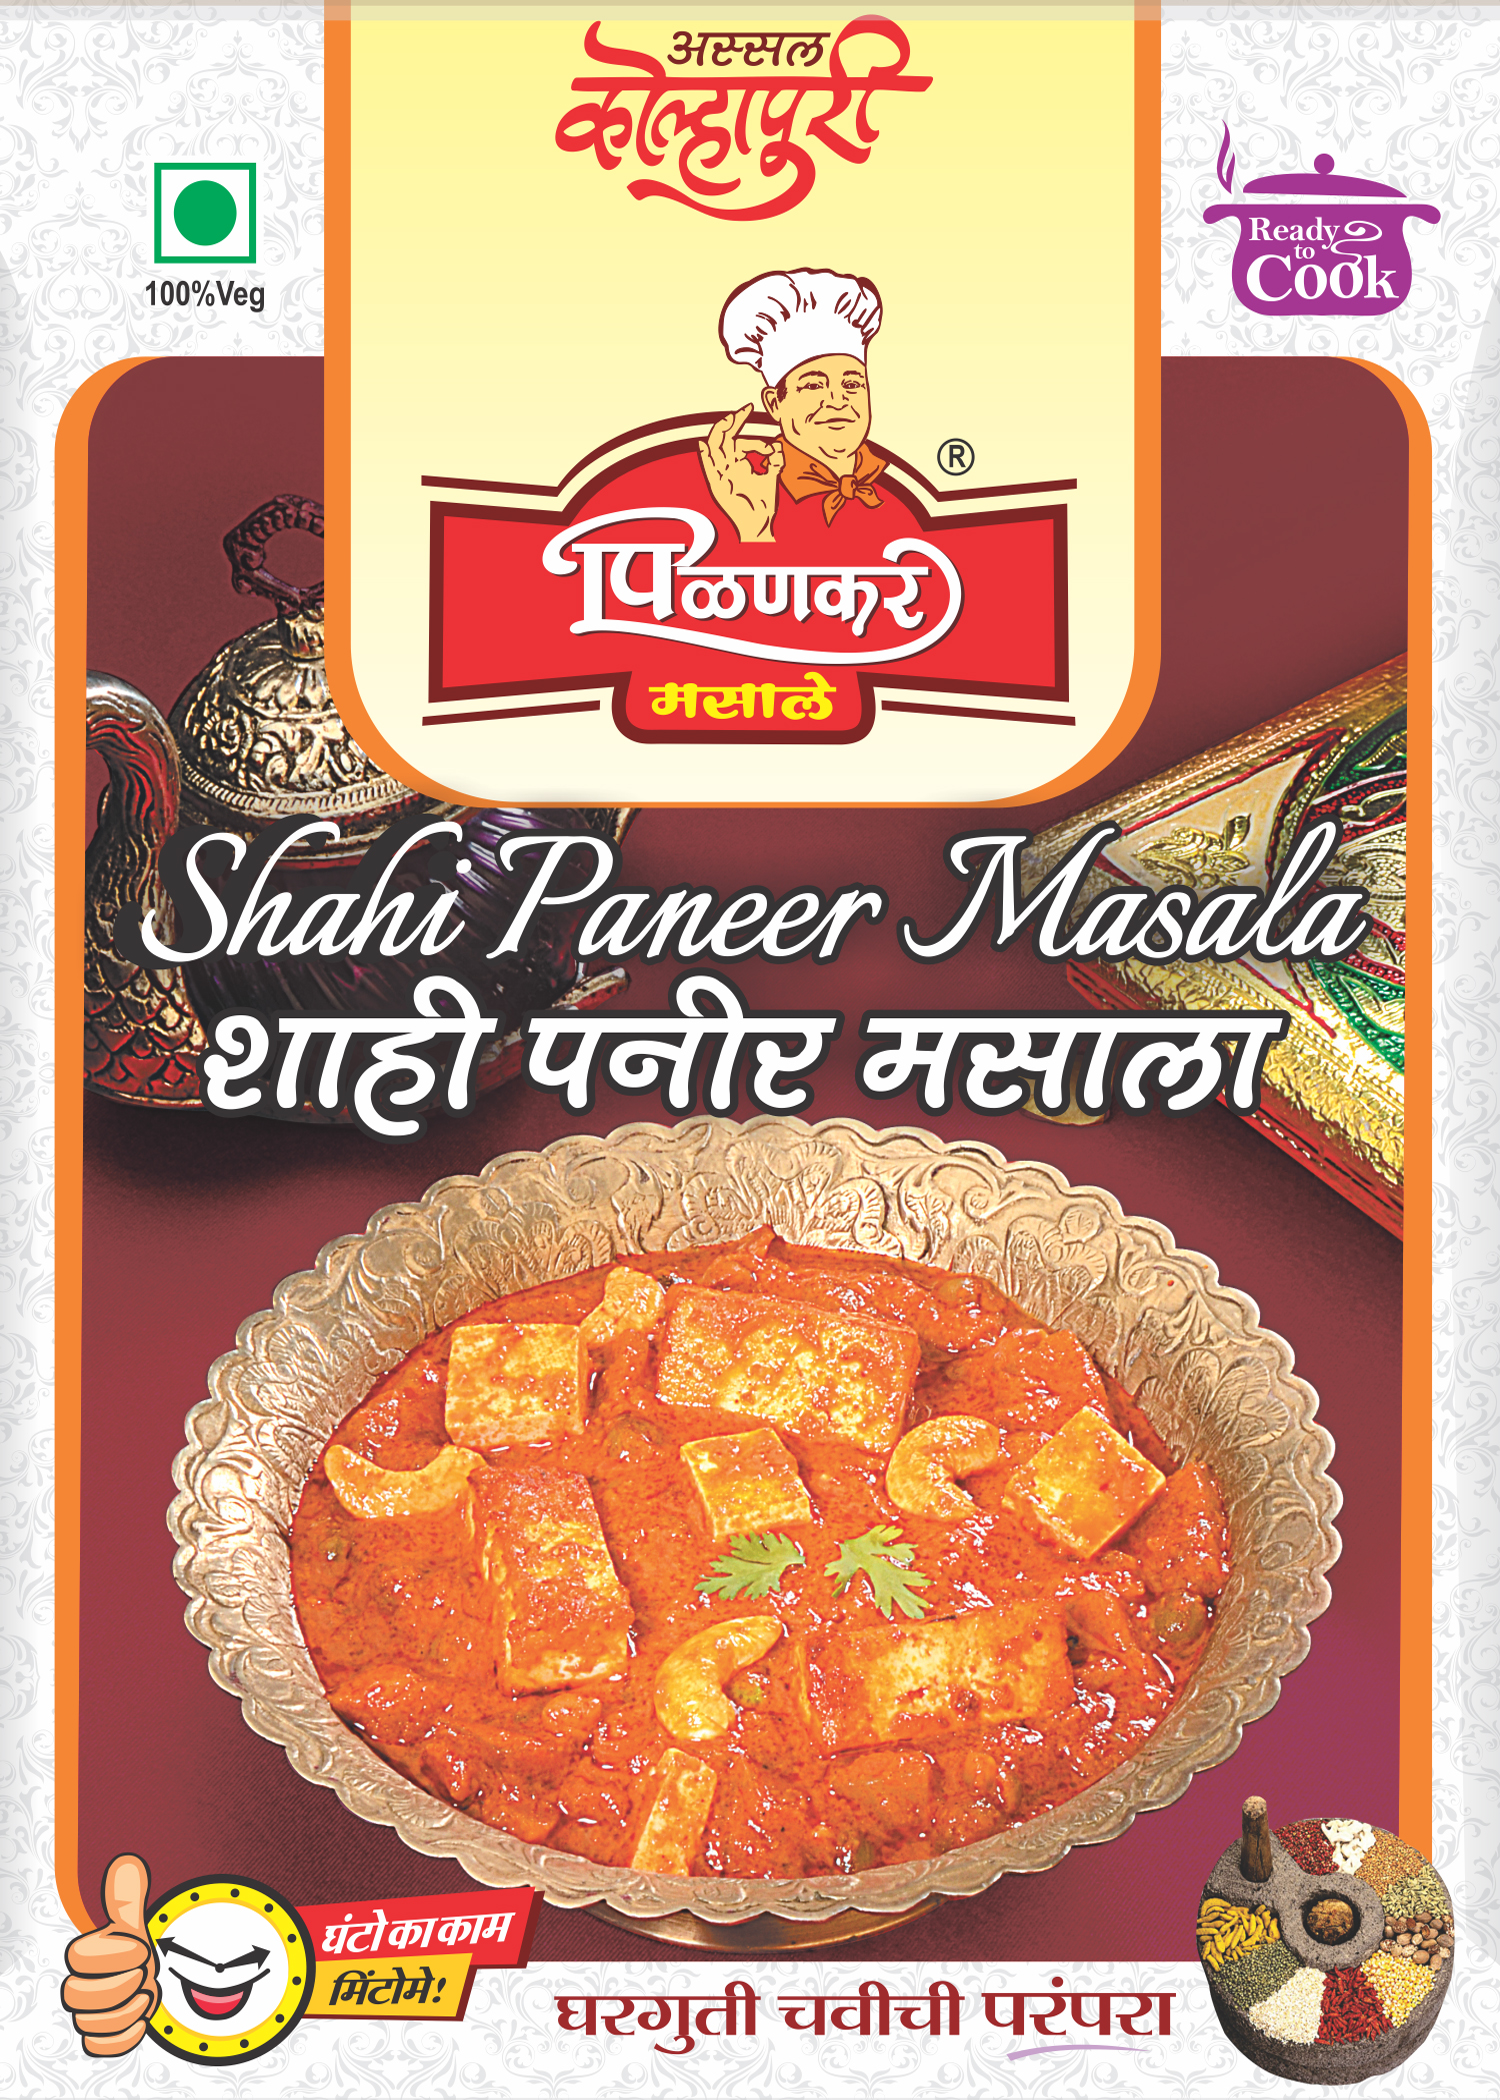 अस्सल
कोल्हापुरी
100%Veg
Ready
to
Cook
®
पिळणकर
मसाले
Shahi Paneer Masala
शाही पनीर मसाला
घंटो का काम
मिंटोमे!
घरगुती चवीची परंपरा